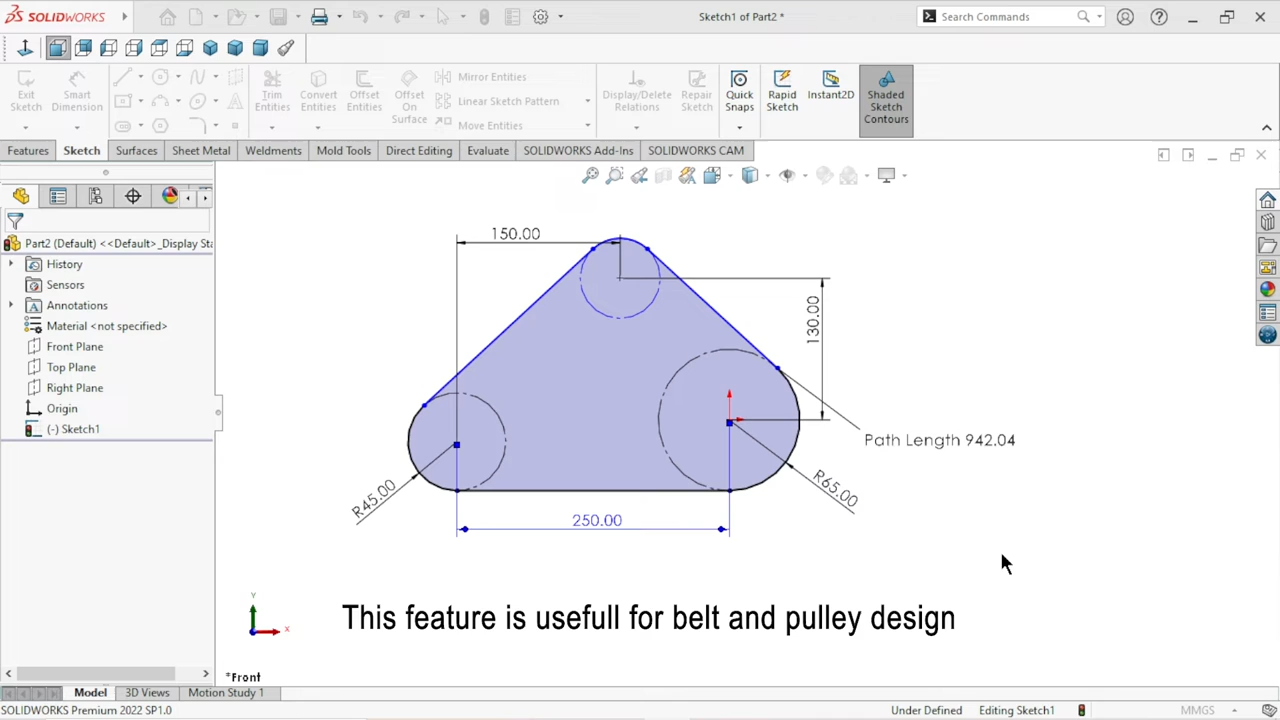 SOLIDWORKS
Sketch1 of Part2 *
Search Commands
Exit Sketch
Smart Dimension
Trim Entities
Convert Entities
Offset Entities
Offset On Surface
Mirror Entities
Linear Sketch Pattern
Move Entities
Display/Delete Relations
Repair Sketch
Quick Snaps
Rapid Sketch
Instant2D
Shaded Sketch Contours
Features Sketch Surfaces Sheet Metal Weldments Mold Tools Direct Editing Evaluate SOLIDWORKS Add-Ins SOLIDWORKS CAM
Part2 (Default) <<Default>_Display Sta
History
Sensors
Annotations
Material <not specified>
Front Plane
Top Plane
Right Plane
Origin
(-) Sketch1
150.00
130.00
Path Length 942.04
R45.00
R65.00
250.00
Y
X
This feature is usefull for belt and pulley design
*Front
Model 3D Views Motion Study 1
SOLIDWORKS Premium 2022 SP1.0
Under Defined Editing Sketch1 MMGS